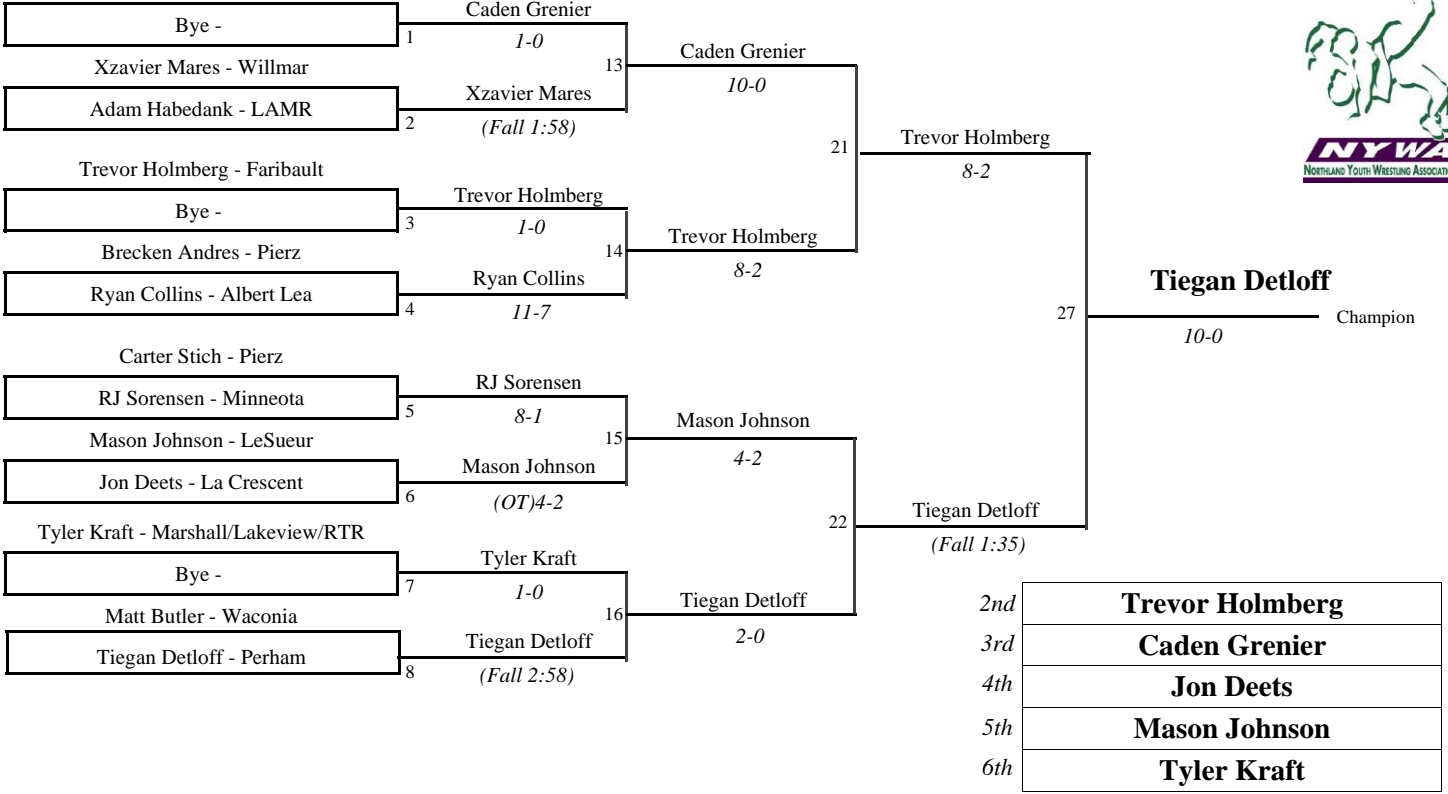 Caden Grenier
Bye -
1
1-0
Caden Grenier
Xzavier Mares - Willmar
13
10-0
Adam Habedank - LAMR
Xzavier Mares
2
(Fall 1:58)
Trevor Holmberg
21
8-2
NYWA
NORTHLAND YOUTH WRESTLING
Trevor Holmberg - Faribault
Trevor Holmberg
Bye -
3
1-0
Trevor Holmberg
Brecken Andres - Pierz
14
8-2
Ryan Collins - Albert Lea
Ryan Collins
4
11-7
Tiegan Detloff
27
Champion
10-0
Carter Stich - Pierz
RJ Sorensen
RJ Sorensen - Minneota
5
8-1
Mason Johnson
Mason Johnson - LeSueur
15
4-2
Jon Deets - La Crescent
Mason Johnson
6
(OT)4-2
Tiegan Detloff
22
(Fall 1:35)
Tyler Kraft - Marshall/Lakeview/RTR
Tyler Kraft
Bye -
7
1-0
Tiegan Detloff
Matt Butler - Waconia
16
2-0
Tiegan Detloff - Perham
Tiegan Detloff
8
(Fall 2:58)
2nd Trevor Holmberg
3rd Caden Grenier
4th Jon Deets
5th Mason Johnson
6th Tyler Kraft